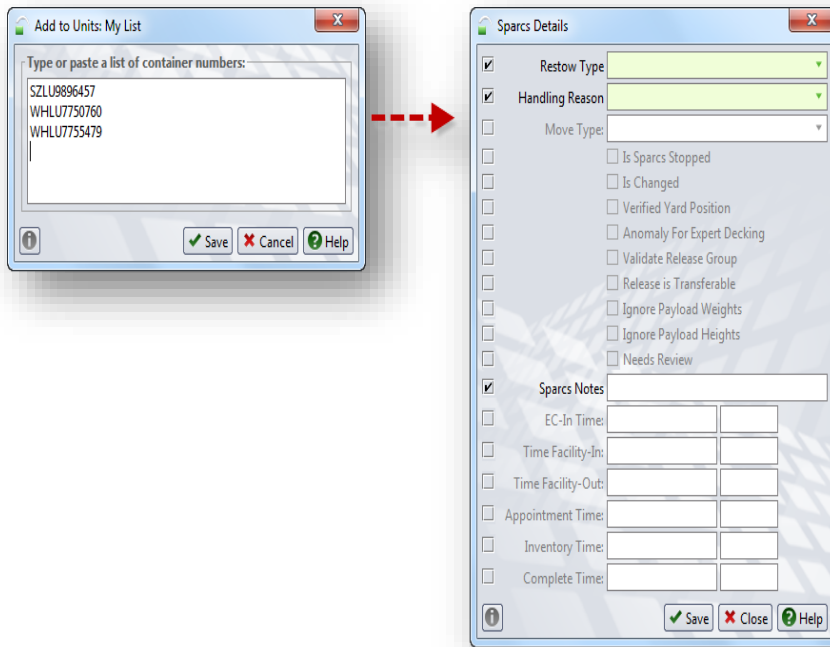 Add to Units: My List
Type or paste a list of container numbers:
SZLU9896457
WHLU7750760
WHLU7755479
Save Cancel Help
Sparcs Details
Restow Type
Handling Reason
Move Type:
Is Sparcs Stopped
Is Changed
Verified Yard Position
Anomaly For Expert Decking
Validate Release Group
Release is Transferable
Ignore Payload Weights
Ignore Payload Heights
Needs Review
Sparcs Notes
EC-In Time:
Time Facility-In:
Time Facility-Out:
Appointment Time:
Inventory Time:
Complete Time:
Save Close Help